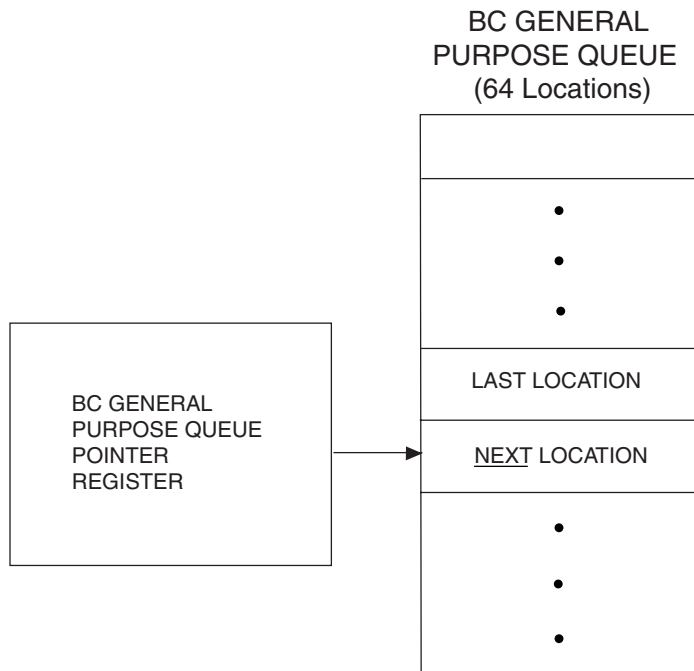 BC GENERAL
PURPOSE QUEUE
(64 Locations)
LAST LOCATION
BC GENERAL
PURPOSE QUEUE
POINTER
REGISTER
NEXT LOCATION